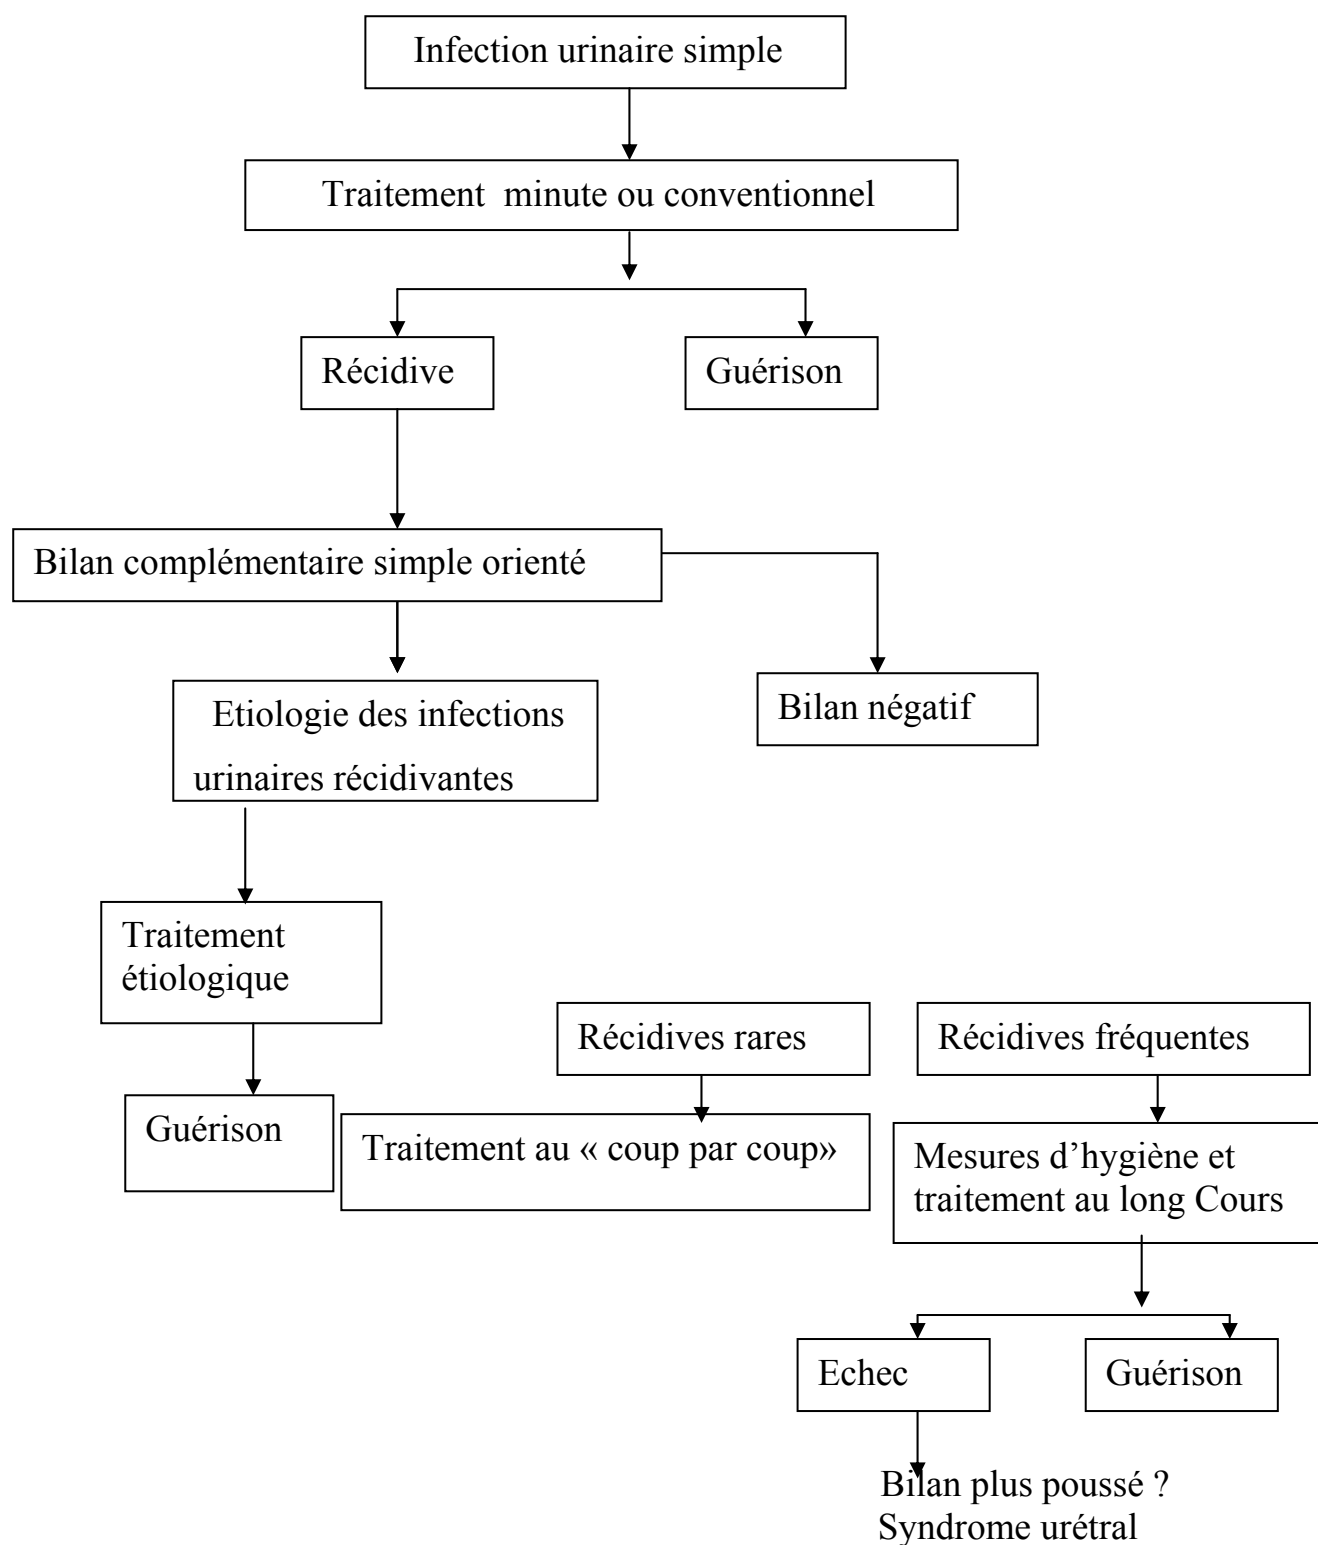 Infection urinaire simple
Traitement minute ou conventionnel
Récidive
Guérison
Bilan complémentaire simple orienté
Etiologie des infections
urinaires récidivantes
Bilan négatif
Traitement
étiologique
Récidives rares
Récidives fréquentes
Guérison
Traitement au « coup par coup»
Mesures d’hygiène et
traitement au long Cours
Echec
Guérison
Bilan plus poussé ?
Syndrome urétral